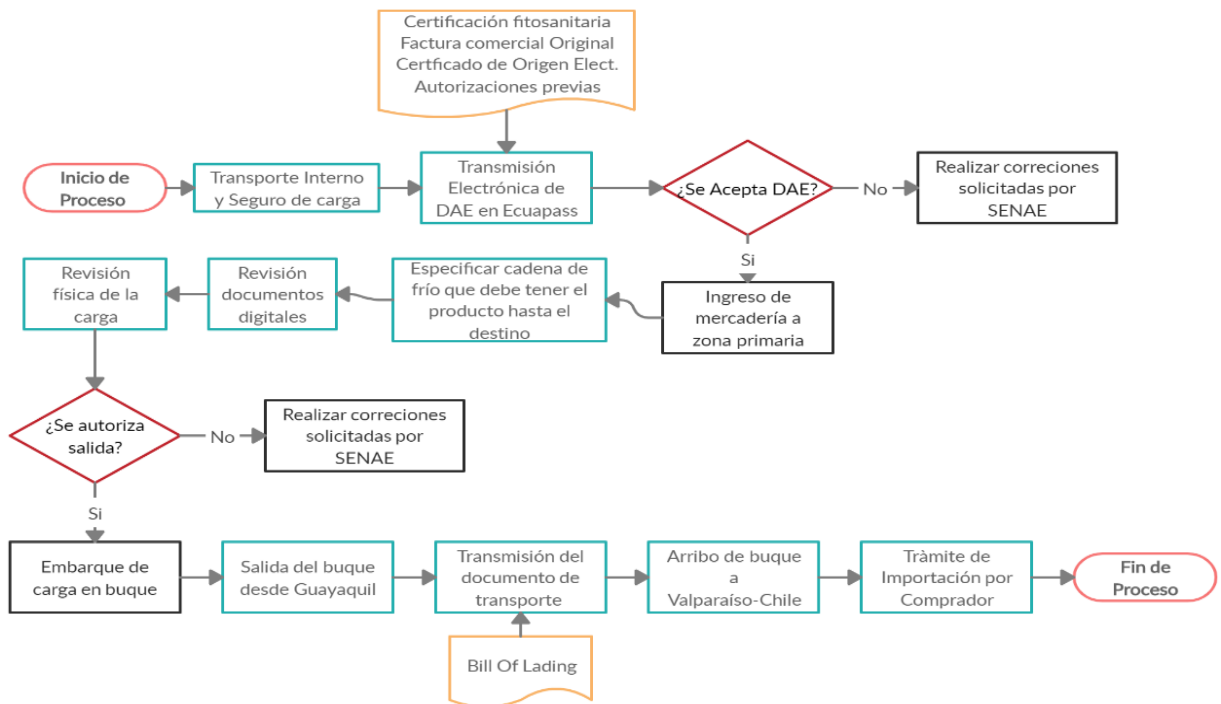 Certificación fitosanitaria
Factura comercial Original
Certficado de Origen Elect.
Autorizaciones previas
Inicio de
Proceso
Transporte Interno
y Seguro de carga
Transmisión
Electrónica de
DAE en Ecuapass
¿Se Acepta DAE?
No
Realizar correciones
solicitadas por
SENAE
Si
Ingreso de
mercadería a
zona primaria
Especificar cadena de
frío que debe tener el
producto hasta el
destino
Revisión
documentos
digitales
Revisión
física de la
carga
¿Se autoriza
salida?
No
Realizar correciones
solicitadas por
SENAE
Si
Embarque de
carga en buque
Salida del buque
desde Guayaquil
Transmisión del
documento de
transporte
Bill Of Lading
Arribo de buque
a
Valparaíso-Chile
Tràmite de
Importación por
Comprador
Fin de
Proceso